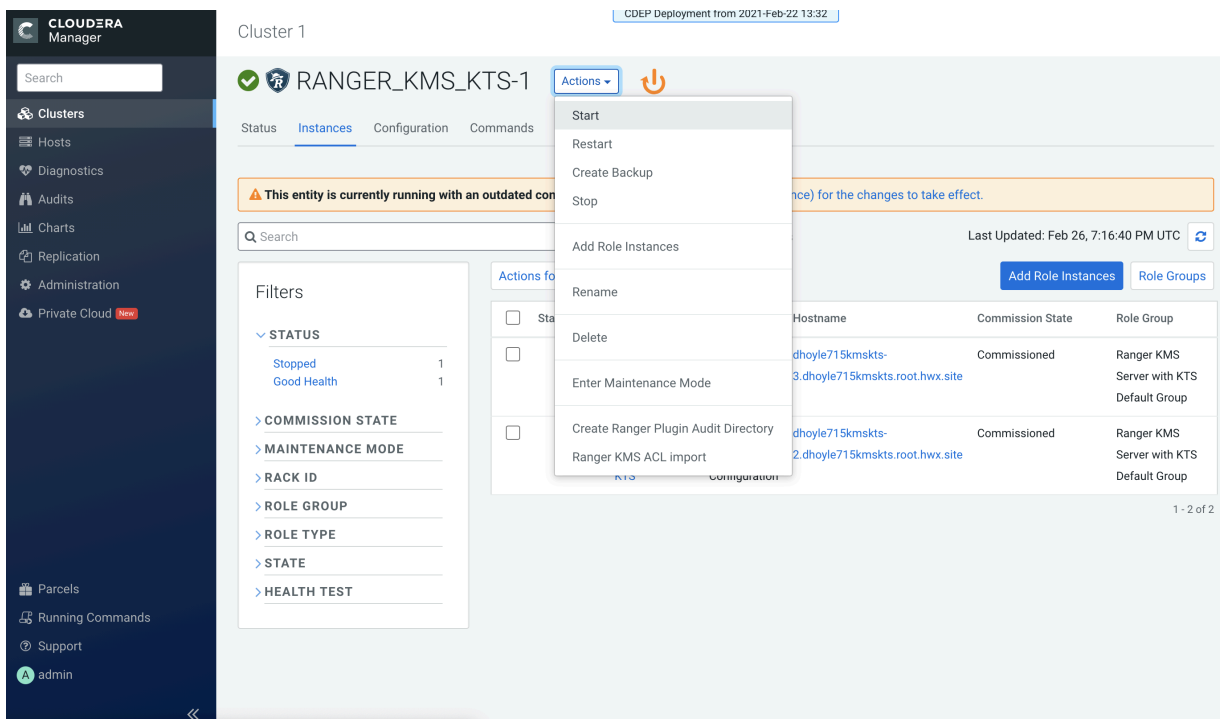 CLOUDERA
Manager
CDEP Deployment from 2021-Feb-22 13:32
Cluster 1
Search
Clusters
Hosts
Diagnostics
Audits
Charts
Replication
Administration
Private Cloud New
Parcels
Running Commands
Support
A admin
RANGER_KMS_KTS-1 Actions
Status Instances Configuration Commands
Start
Restart
Create Backup
Stop
Add Role Instances
Rename
Delete
Enter Maintenance Mode
Create Ranger Plugin Audit Directory
Ranger KMS ACL import
This entity is currently running with an outdated con nce) for the changes to take effect.
Search
Last Updated: Feb 26, 7:16:40 PM UTC
Filters
STATUS
Stopped 1
Good Health 1
COMMISSION STATE
MAINTENANCE MODE
RACK ID
ROLE GROUP
ROLE TYPE
STATE
HEALTH TEST
Actions fo Add Role Instances Role Groups
Sta Hostname Commission State Role Group
dhoyle715kmskts- Commissioned Ranger KMS
3.dhoyle715kmskts.root.hwx.site Server with KTS
Default Group
dhoyle715kmskts- Commissioned Ranger KMS
2.dhoyle715kmskts.root.hwx.site Server with KTS
KTS Configuration Default Group
1 - 2 of 2